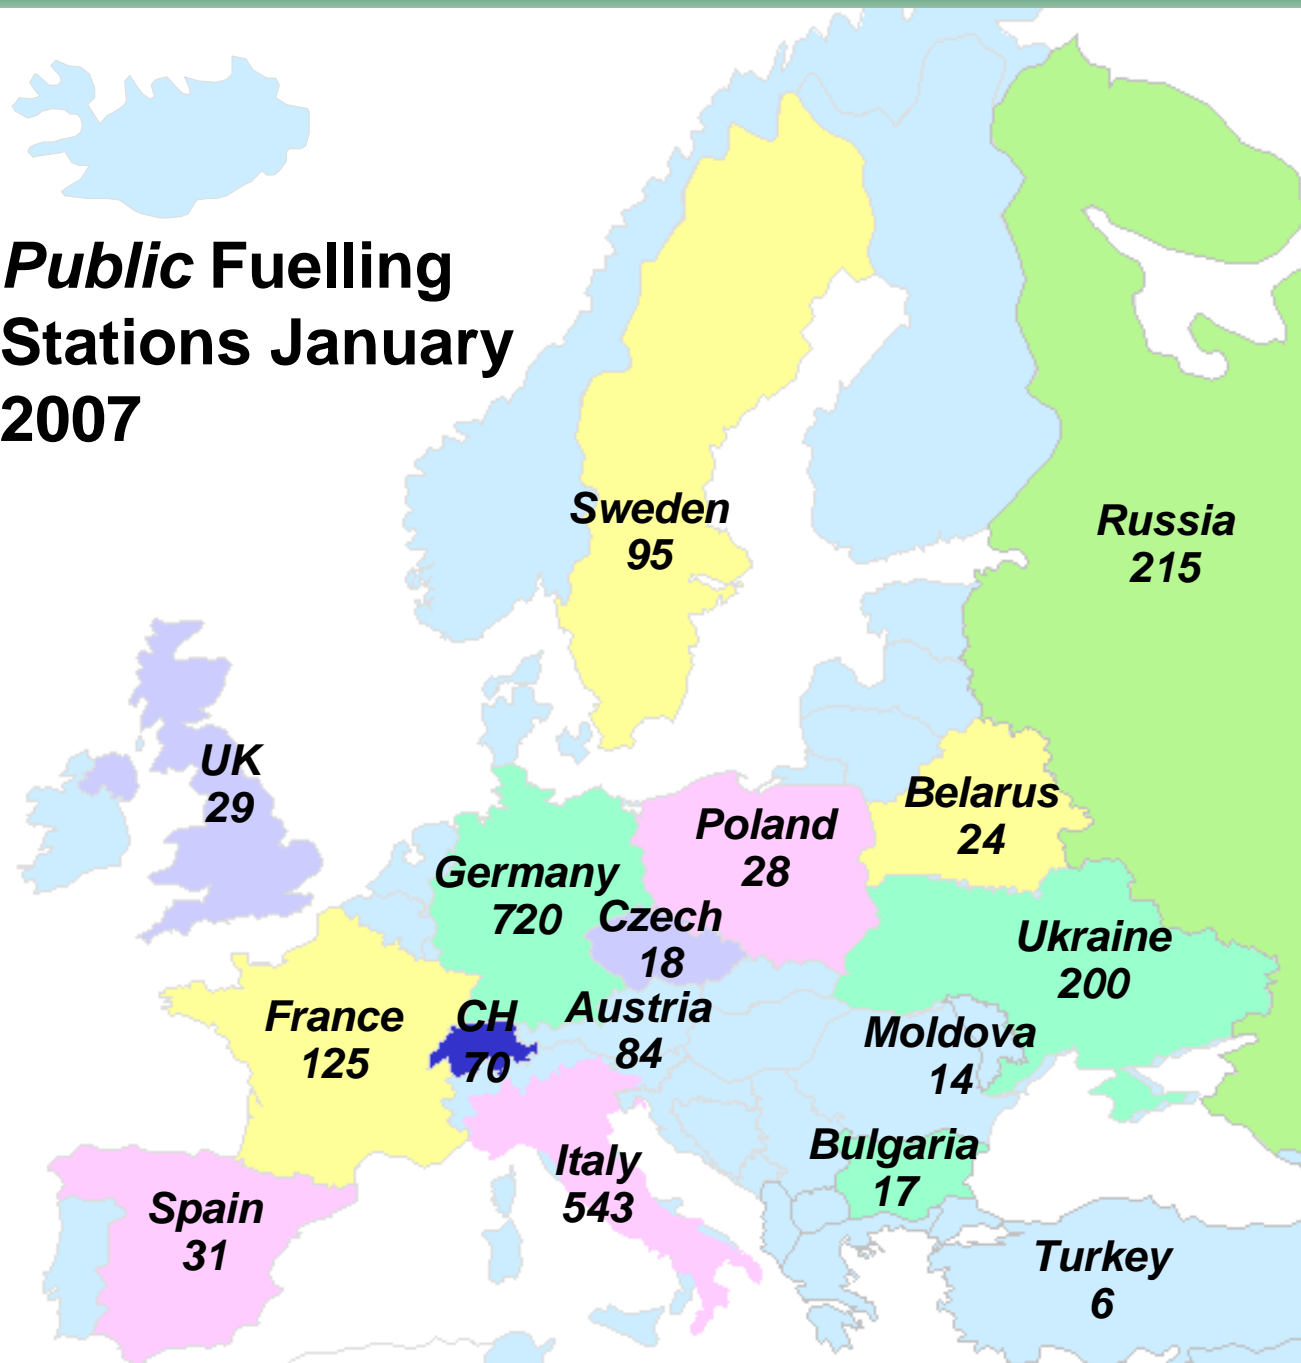 Public Fuelling
Stations January
2007
Sweden
95
Russia
215
UK
29
Belarus
24
Poland
28
Germany
720
Czech
18
Ukraine
200
France
125
CH
70
Austria
84
Moldova
14
Bulgaria
17
Italy
543
Spain
31
Turkey
6